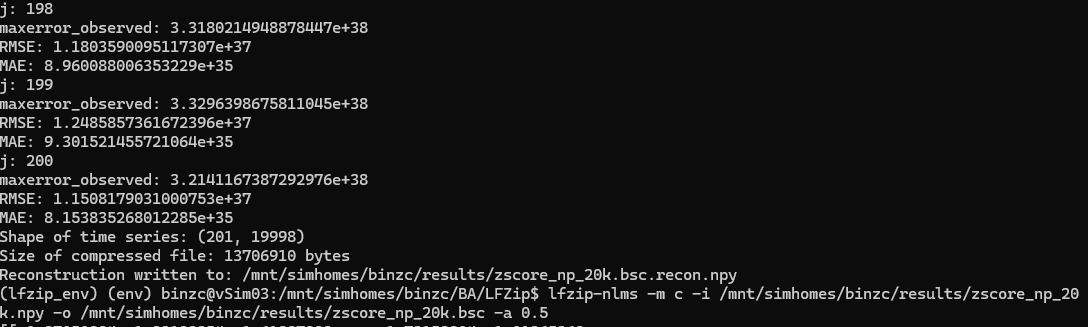 j: 198
maxerror_observed: 3.3180214948878447e+38
RMSE: 1.1803590095117307e+37
MAE: 8.960088006353229e+35
j: 199
maxerror_observed: 3.3296398675811045e+38
RMSE: 1.2485857361672396e+37
MAE: 9.301521455721064e+35
j: 200
maxerror_observed: 3.2141167387292976e+38
RMSE: 1.1508179031000753e+37
MAE: 8.153835268012285e+35
Shape of time series: (201, 19998)
Size of compressed file: 13706910 bytes
Reconstruction written to: /mnt/simhomes/binzc/results/zscore_np_20k.bsc.recon.npy
(lfzip_env) (env) binzc@vSim03:/mnt/simhomes/binzc/BA/LFZip$ lfzip-nlms -m c -i /mnt/simhomes/binzc/results/zscore_np_20
k.npy -o /mnt/simhomes/binzc/results/zscore_np_20k.bsc -a 0.5